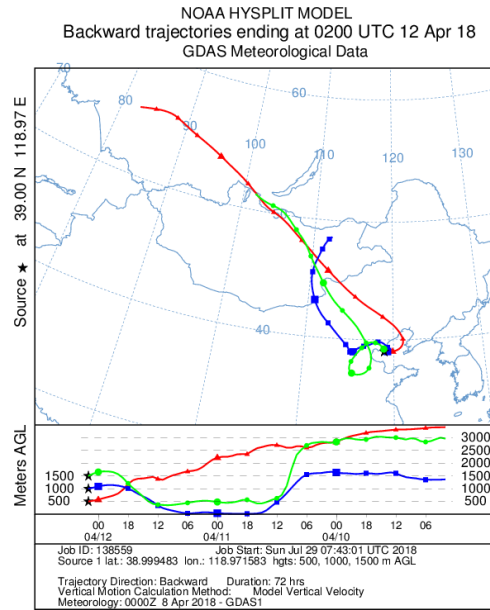 NOAA HYSPLIT MODEL
Backward trajectories ending at 0200 UTC 12 Apr 18
GDAS Meteorological Data
Source ★ at 39.00 N 118.97 E
70
80
90
100
110
120
130
60
50
40
Meters AGL
1500
1000
500
3000
2500
2000
1500
1000
500
00 18 12 06 00 18 12 06 00 18 12 06
04/12 04/11 04/10
Job ID: 138559 Job Start: Sun Jul 29 07:43:01 UTC 2018
Source 1 lat.: 38.999483 lon.: 118.971583 hgts: 500, 1000, 1500 m AGL
Trajectory Direction: Backward Duration: 72 hrs
Vertical Motion Calculation Method: Model Vertical Velocity
Meteorology: 0000Z 8 Apr 2018 - GDAS1